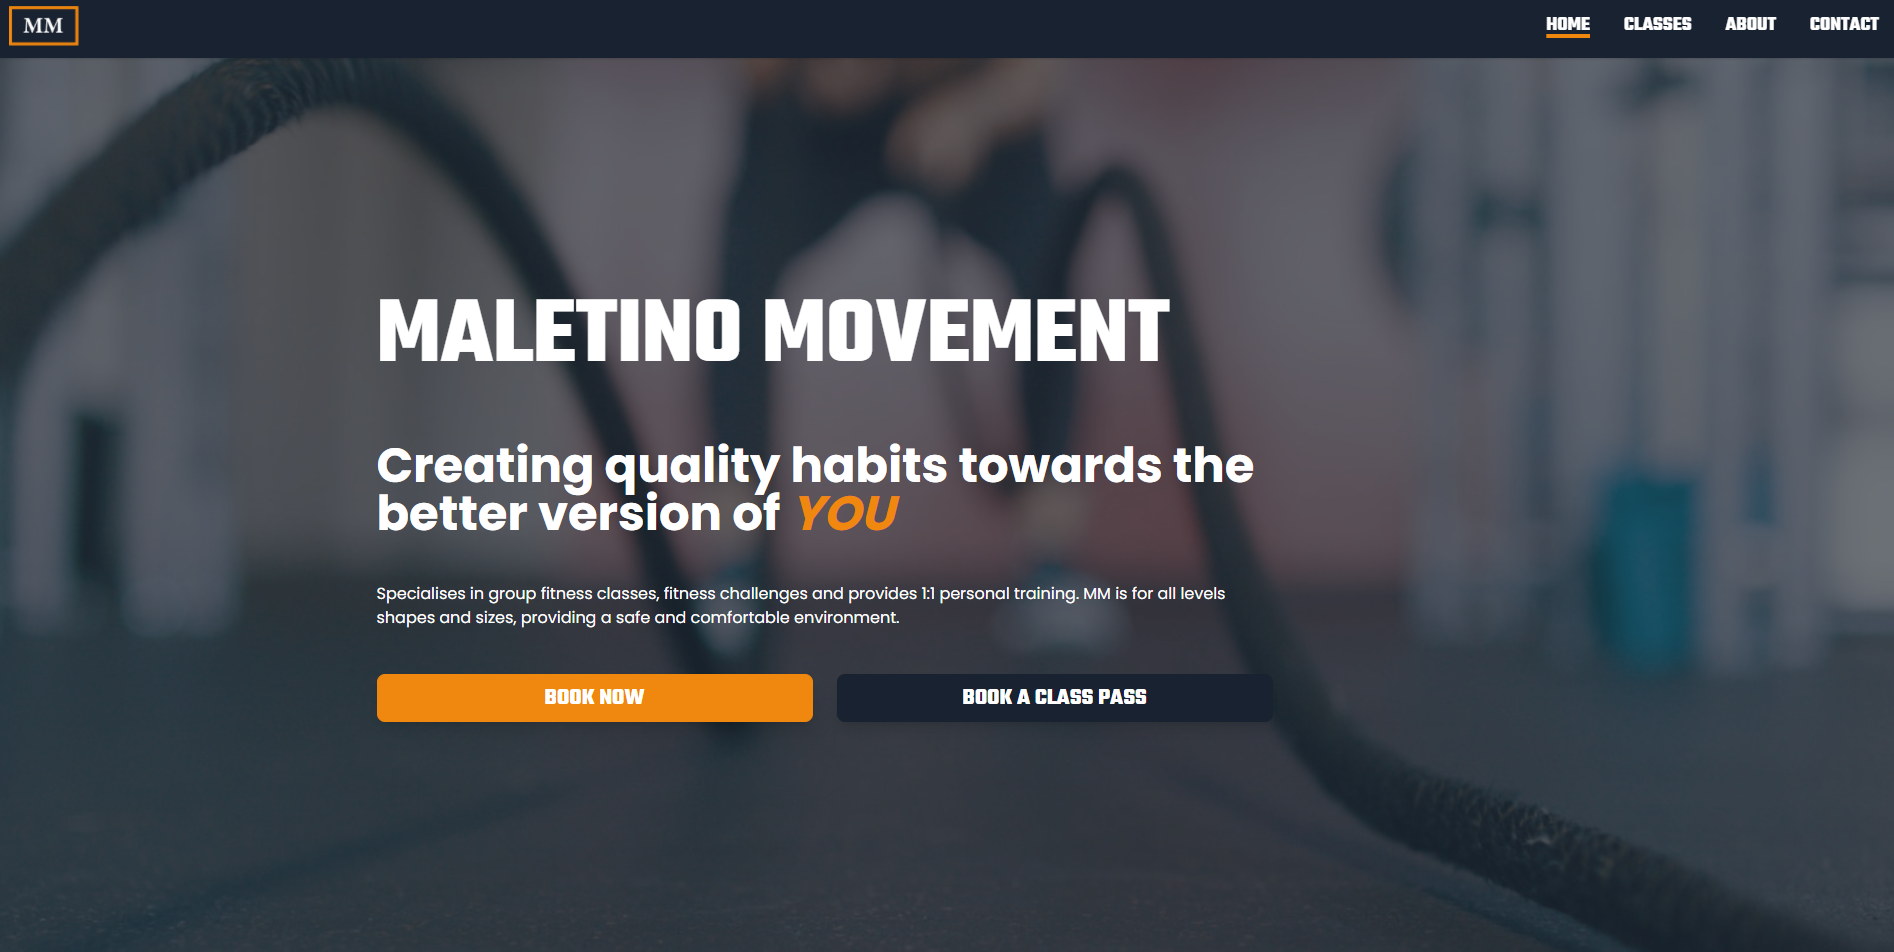 MM
HOME CLASSES ABOUT CONTACT
MALETINO MOVEMENT
Creating quality habits towards the
better version of YOU
Specialises in group fitness classes, fitness challenges and provides 1:1 personal training. MM is for all levels
shapes and sizes, providing a safe and comfortable environment.
BOOK NOW
BOOK A CLASS PASS